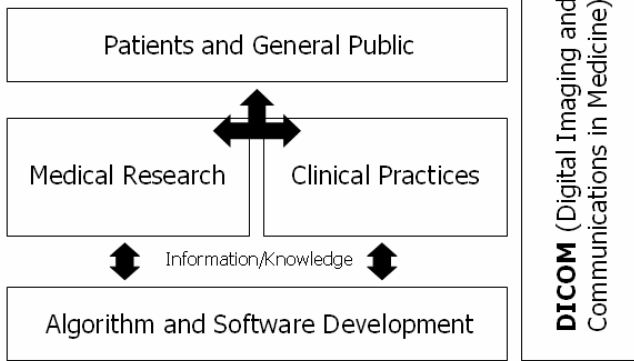 Patients and General Public
Medical Research
Clinical Practices
Information/Knowledge
Algorithm and Software Development
DICOM (Digital Imaging and
Communications in Medicine)